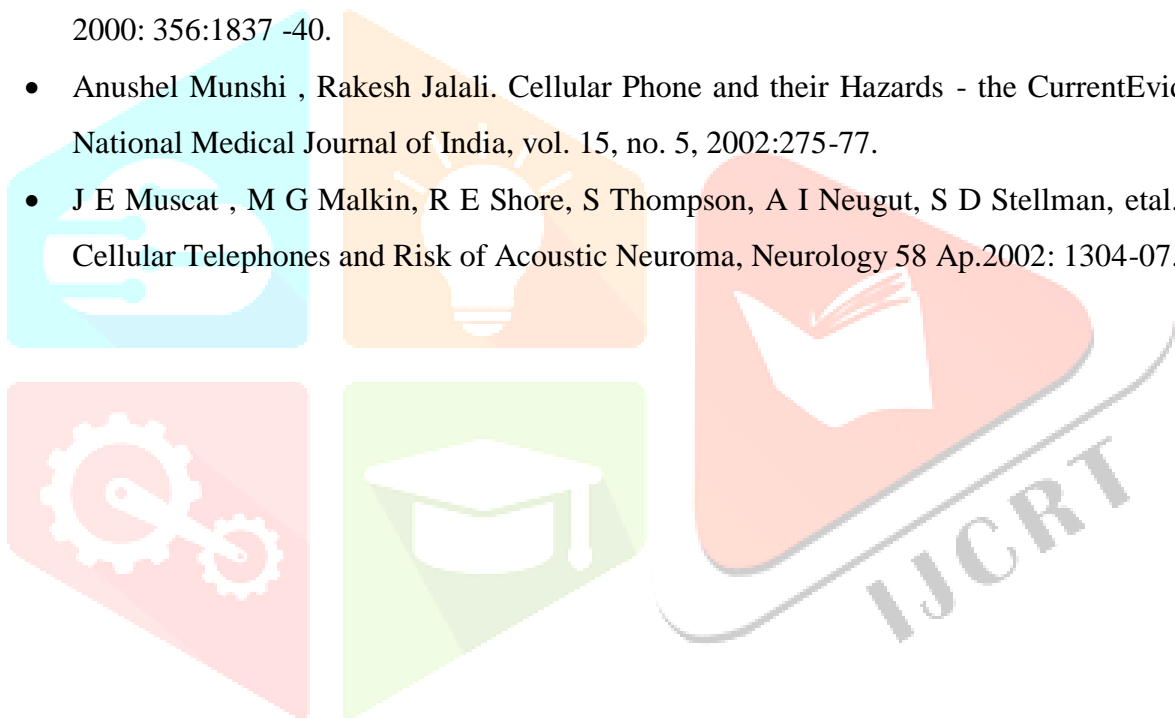 2000: 356:1837 -40.
• Anushel Munshi , Rakesh Jalali. Cellular Phone and their Hazards - the
National Medical Journal of India, vol. 15, no. 5, 2002:275-77.
• J E Muscat , M G Malkin, R E Shore, S Thompson, A I Neugut, S D Stellman, etal.
Cellular Telephones and Risk of Acoustic Neuroma, Neurology 58 Ap.2002: 1304-07.
IJCRT